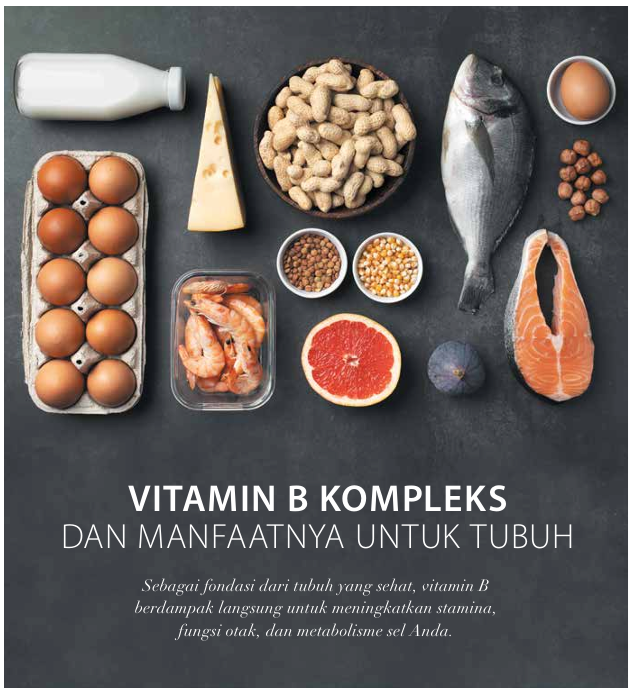 VITAMIN B KOMPLEKS
DAN MANFAATNYA UNTUK TUBUH
Sebagai fondasi dari tubuh yang sehat, vitamin B
berdampak langsung untuk meningkatkan stamina,
fungsi otak, dan metabolisme sel Anda.